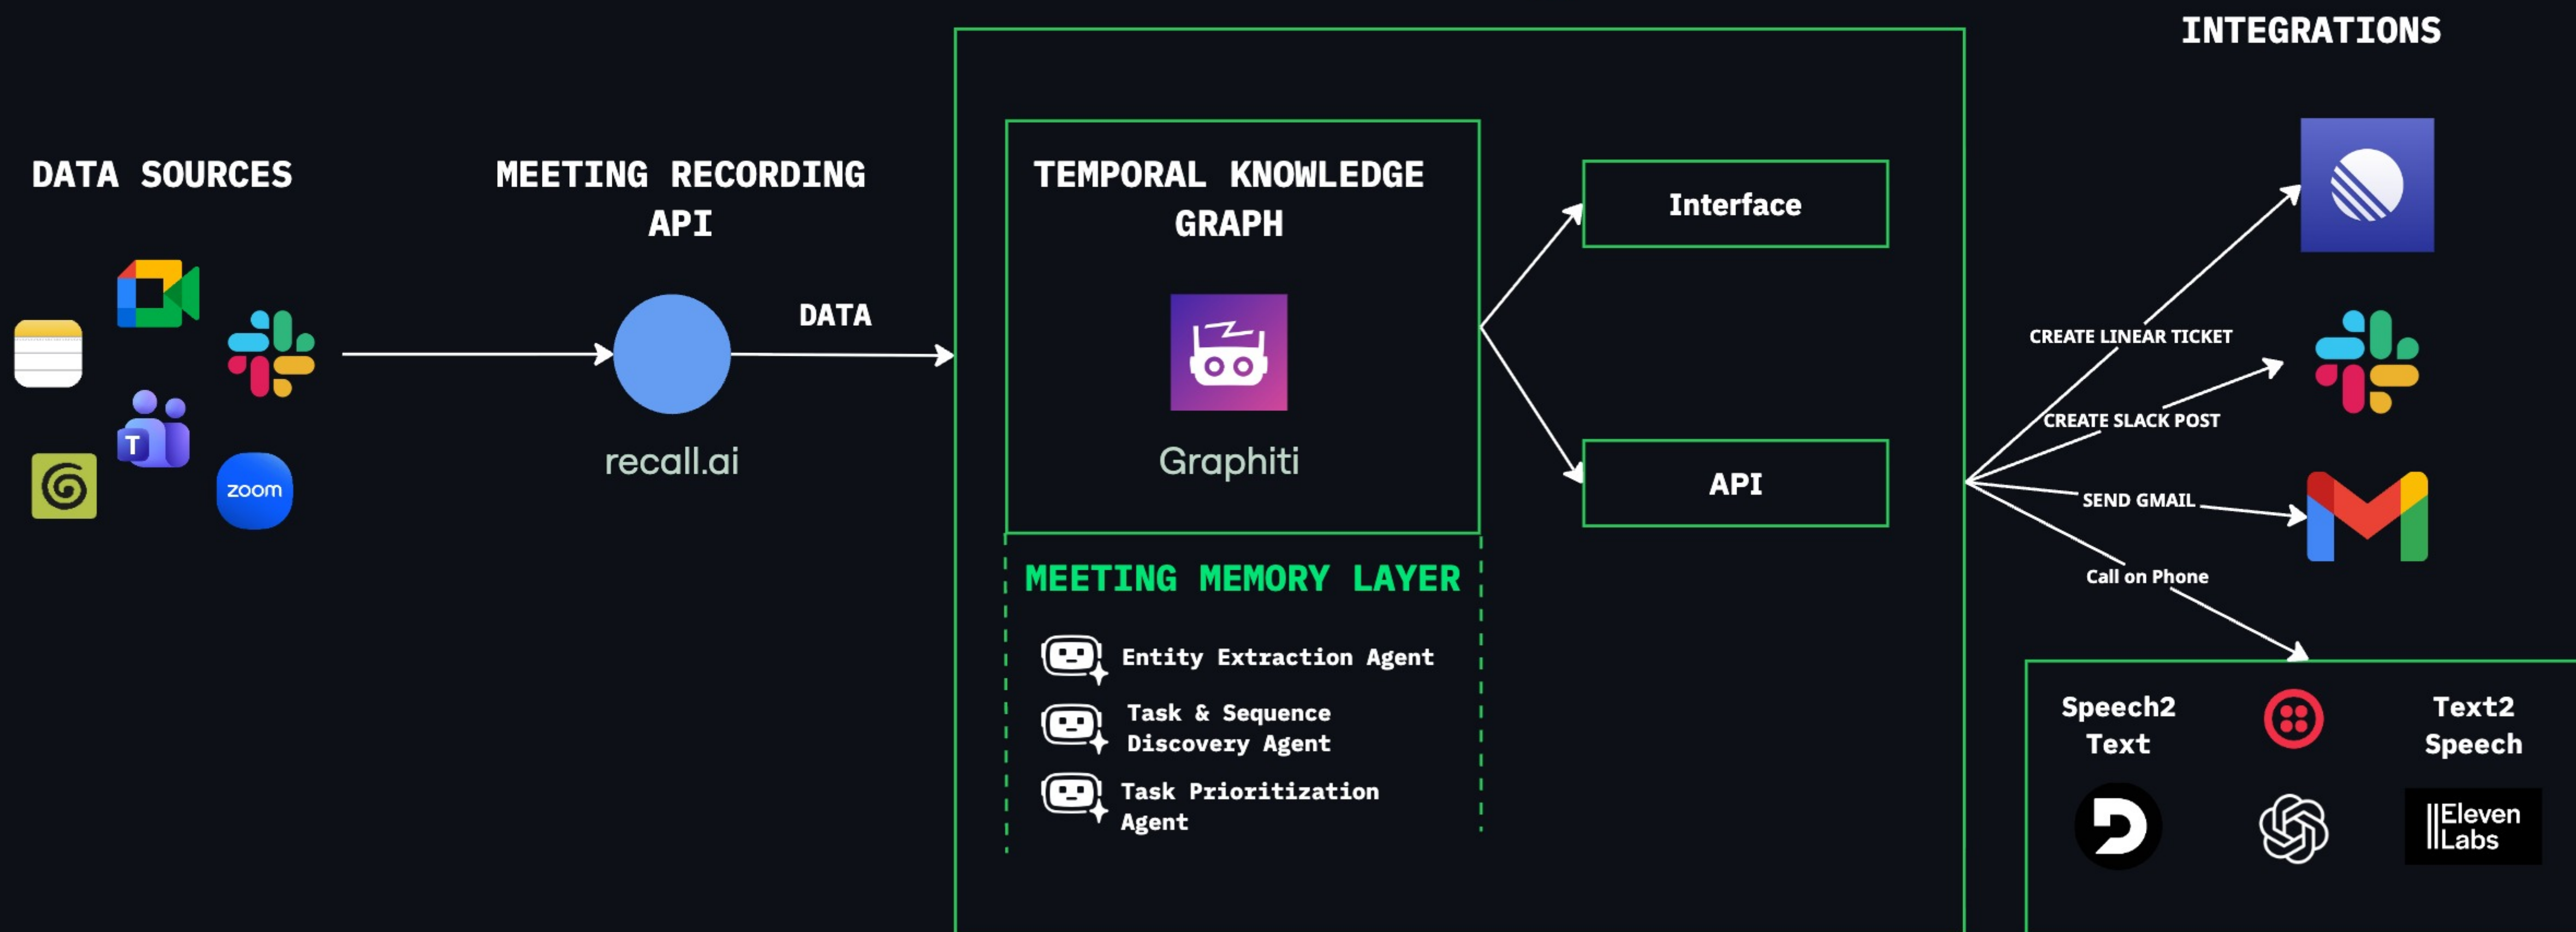 INTEGRATIONS
DATA SOURCES
T
zoom
MEETING RECORDING
API
recall.ai
DATA
TEMPORAL KNOWLEDGE
GRAPH
Graphiti
MEETING MEMORY LAYER
Entity Extraction Agent
Task & Sequence
Discovery Agent
Task Prioritization
Agent
Interface
API
CREATE LINEAR TICKET
CREATE SLACK POST
SEND GMAIL
Call on Phone
Speech2
Text
Text2
Speech
||Eleven
Labs